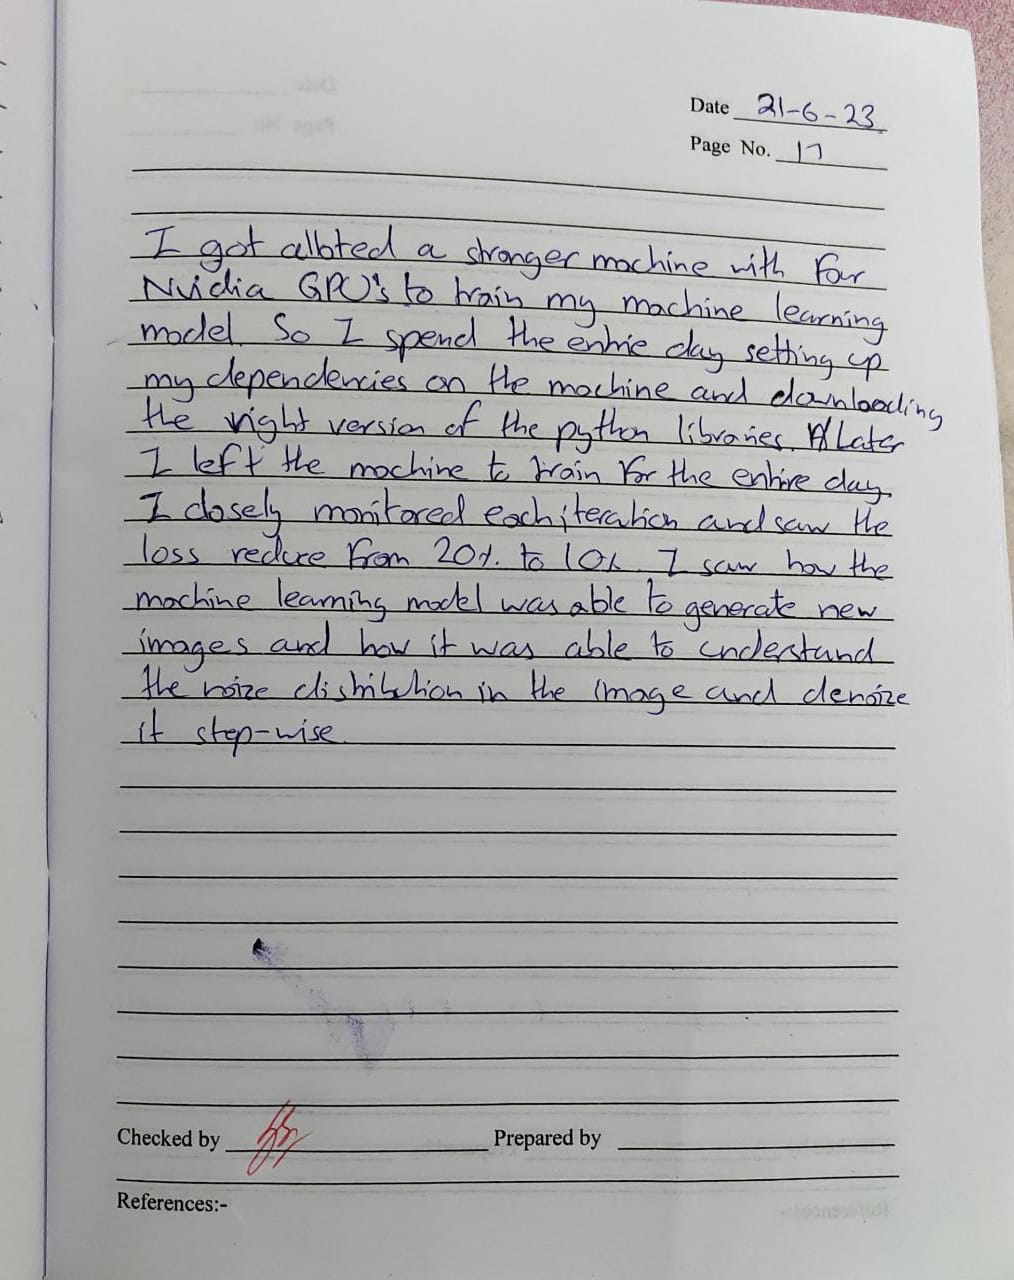 Date 21-6-23
Page No. 17
I got alloted a stronger machine with four
Nvidia GPU's to train my machine learning
model. So I spend the entrie day setting up
my dependencies on the machine and downloading
the right version of the python libraries. Later
I left the machine to train for the entire day.
I closely monitored each iteration and saw the
loss reduce from 20% to 10%. I saw how the
machine learning model was able to generate new
images and how it was able to understand
the noize distribution in the image and denoize
it step-wise.
Checked by
Prepared by
References:-